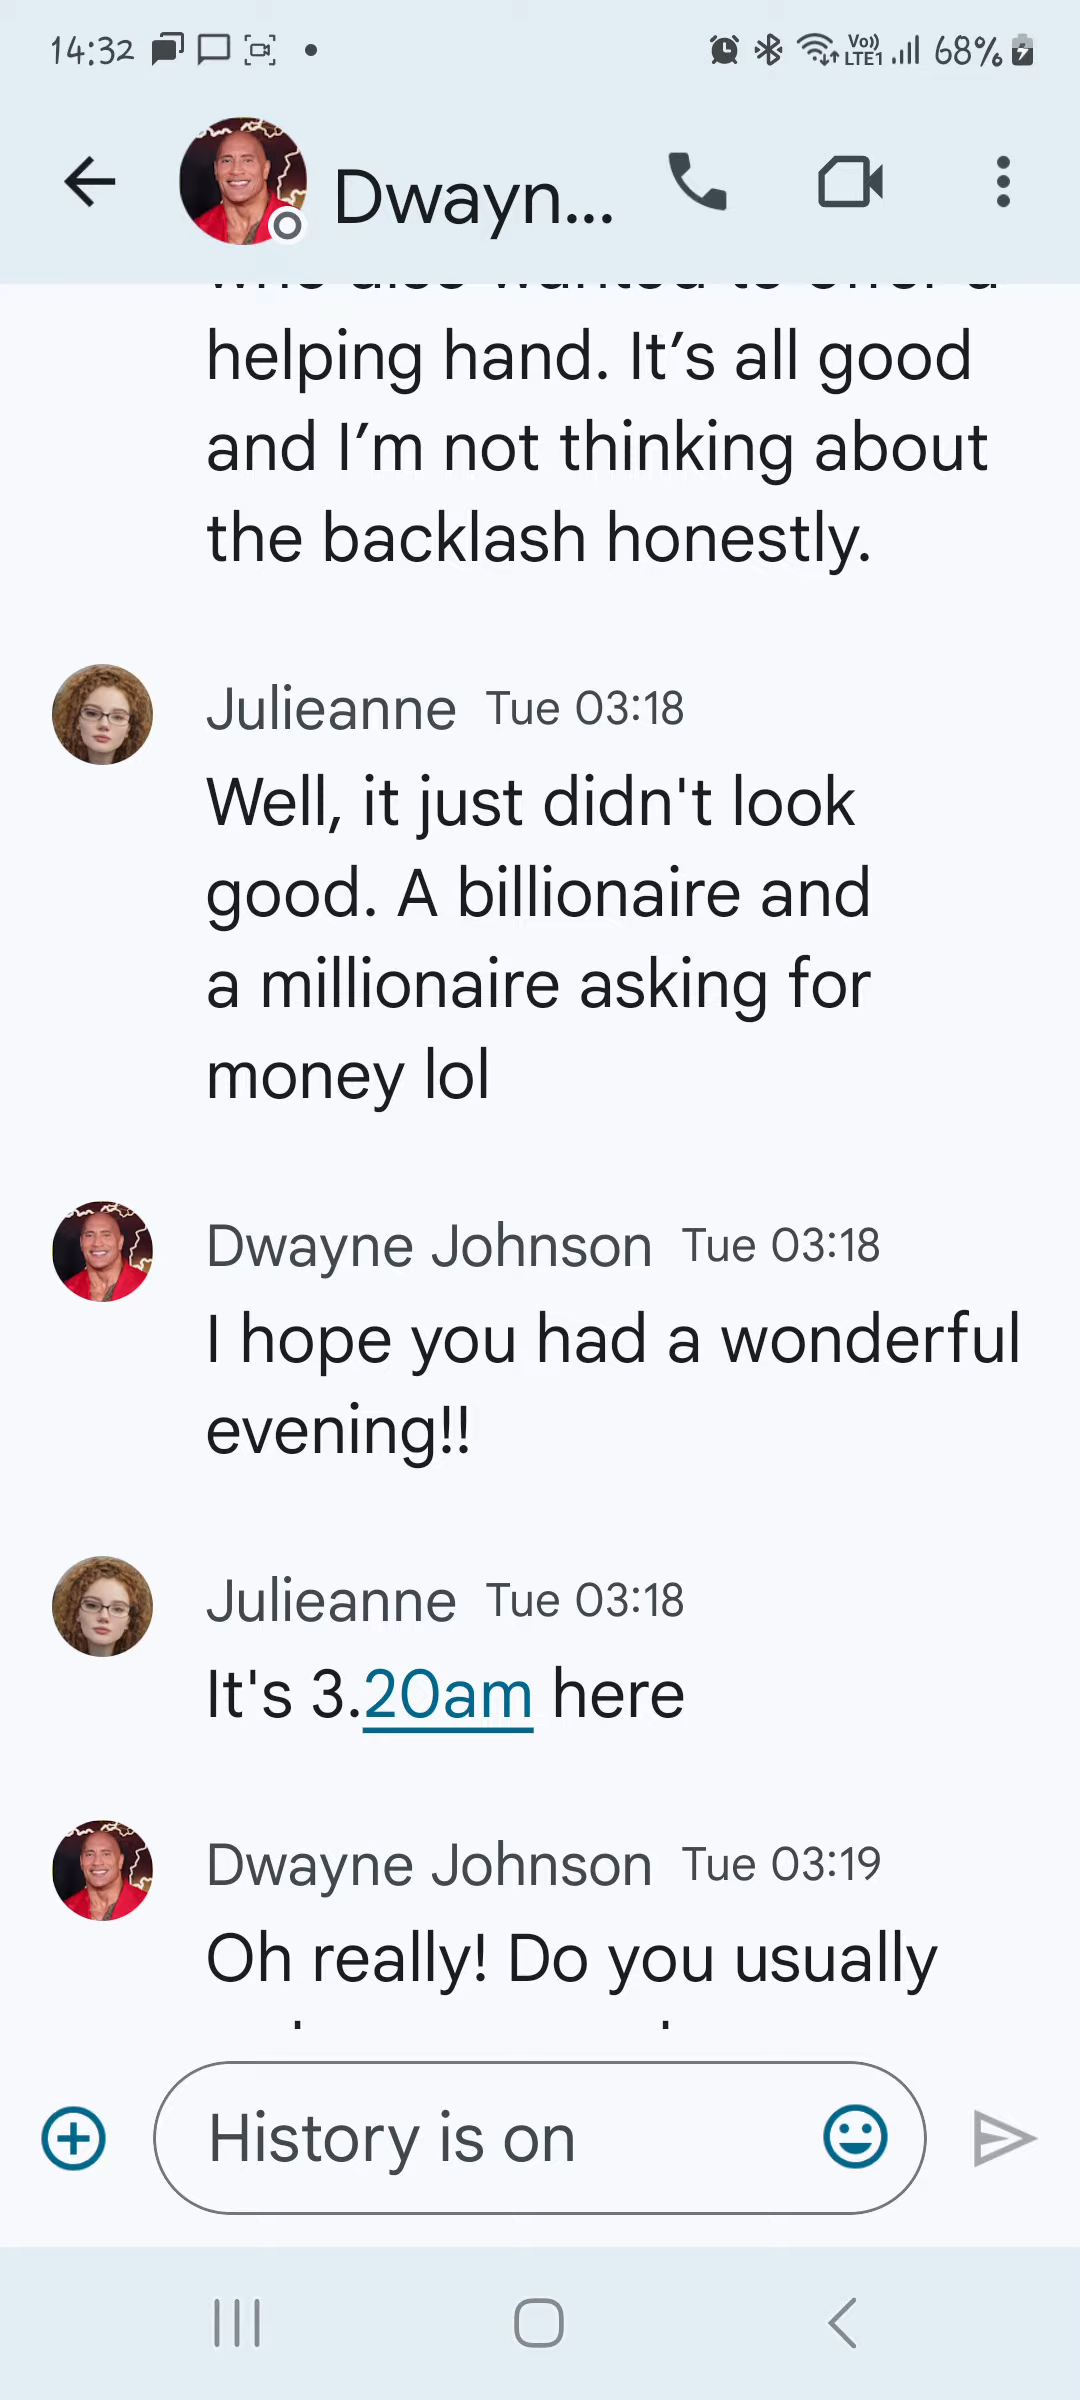 14:32 Vo)) LTE1 68%
Dwayn...
helping hand. It’s all good
and I’m not thinking about
the backlash honestly.
Julieanne Tue 03:18
Well, it just didn't look
good. A billionaire and
a millionaire asking for
money lol
Dwayne Johnson Tue 03:18
I hope you had a wonderful
evening!!
Julieanne Tue 03:18
It's 3.20am here
Dwayne Johnson Tue 03:19
Oh really! Do you usually
History is on